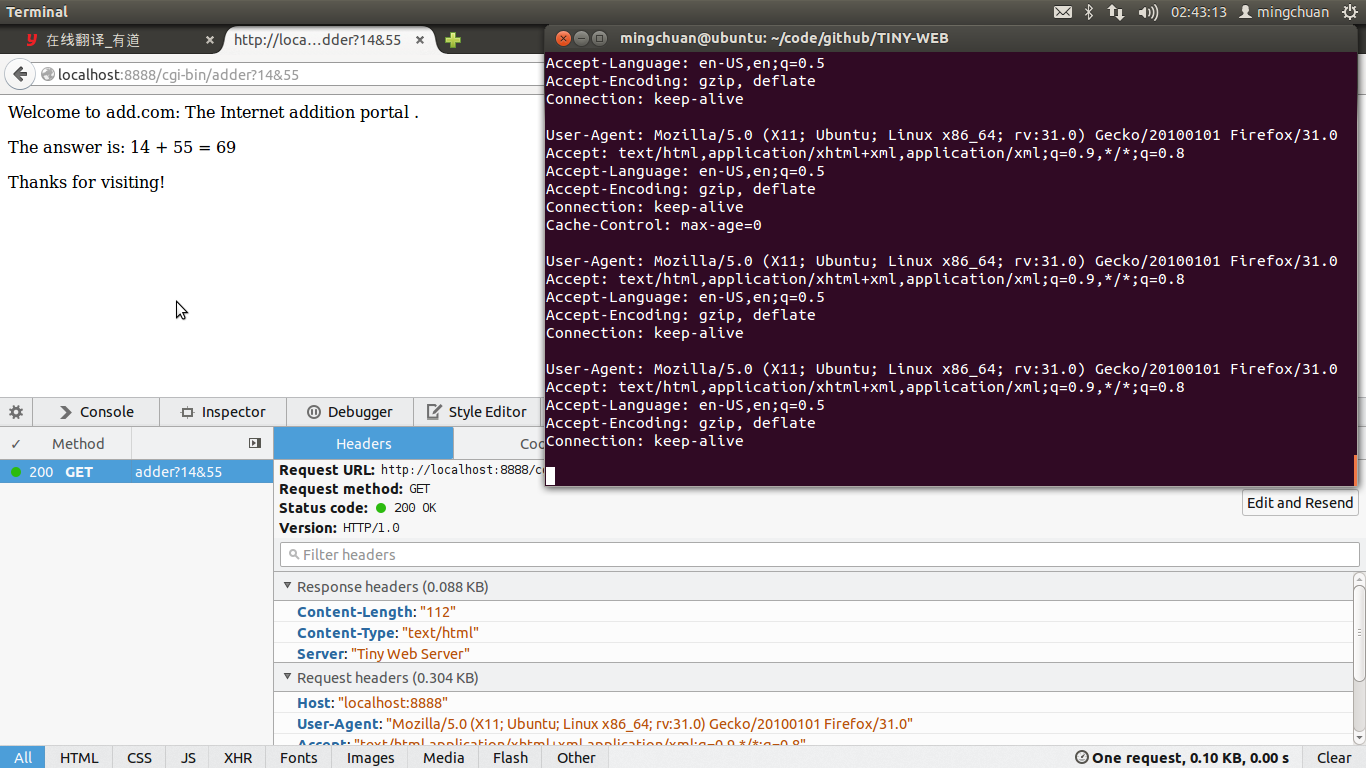 Terminal
02:43:13 mingchuan
在线翻译_有道
http://loca...dder?14&55
mingchuan@ubuntu: ~/code/github/TINY-WEB
localhost:8888/cgi-bin/adder?14&55
Welcome to add.com: The Internet addition portal .
The answer is: 14 + 55 = 69
Thanks for visiting!
Accept-Language: en-US,en;q=0.5
Accept-Encoding: gzip, deflate
Connection: keep-alive
User-Agent: Mozilla/5.0 (X11; Ubuntu; Linux x86_64; rv:31.0) Gecko/20100101 Firefox/31.0
Accept: text/html,application/xhtml+xml,application/xml;q=0.9,*/*;q=0.8
Accept-Language: en-US,en;q=0.5
Accept-Encoding: gzip, deflate
Connection: keep-alive
Cache-Control: max-age=0
User-Agent: Mozilla/5.0 (X11; Ubuntu; Linux x86_64; rv:31.0) Gecko/20100101 Firefox/31.0
Accept: text/html,application/xhtml+xml,application/xml;q=0.9,*/*;q=0.8
Accept-Language: en-US,en;q=0.5
Accept-Encoding: gzip, deflate
Connection: keep-alive
User-Agent: Mozilla/5.0 (X11; Ubuntu; Linux x86_64; rv:31.0) Gecko/20100101 Firefox/31.0
Accept: text/html,application/xhtml+xml,application/xml;q=0.9,*/*;q=0.8
Accept-Language: en-US,en;q=0.5
Accept-Encoding: gzip, deflate
Connection: keep-alive
Console Inspector Debugger Style Editor
Method Headers Coo
200 GET adder?14&55
Request URL: http://localhost:8888/c
Request method: GET
Edit and Resend
Status code: 200 OK
Version: HTTP/1.0
Filter headers
Response headers (0.088 KB)
Content-Length: "112"
Content-Type: "text/html"
Server: "Tiny Web Server"
Request headers (0.304 KB)
Host: "localhost:8888"
User-Agent: "Mozilla/5.0 (X11; Ubuntu; Linux x86_64; rv:31.0) Gecko/20100101 Firefox/31.0"
Accept: "text/html,application/xhtml+xml,application/xml;q=0.9,*/*;q=0.8"
All HTML CSS JS XHR Fonts Images Media Flash Other One request, 0.10 KB, 0.00 s Clear